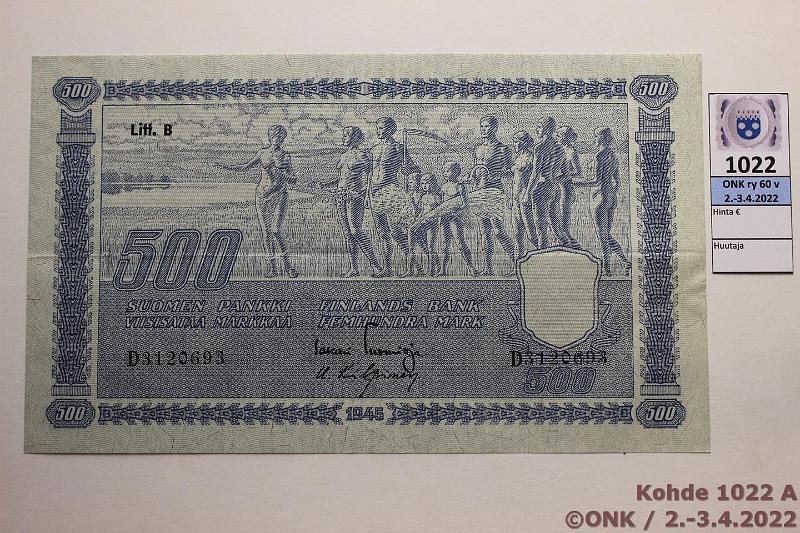 500
500
Litt. B
500
SUOMEN PANKKI
FINLANDS BANK
VIISISATAA MARKKAA
FEMHUNDRA MARK
D3120693
D3120693
500
500
1945
500
1022
ONK ry 60 v
2.-3.4.2022
Hinta €
Huutaja
Kohde 1022 A
©ONK / 2.-3.4.2022